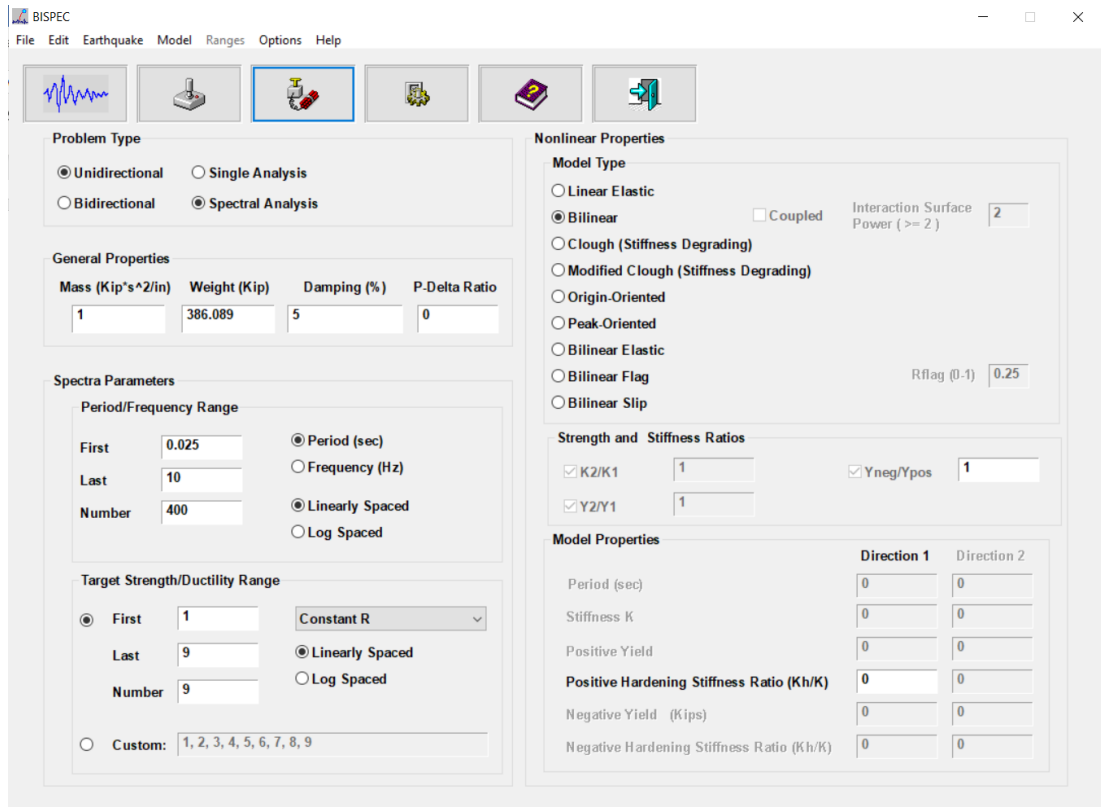 BISPEC
File Edit Earthquake Model Ranges Options Help
Problem Type
Unidirectional Single Analysis
Bidirectional Spectral Analysis
General Properties
Mass (Kip*s^2/in) Weight (Kip) Damping (%) P-Delta Ratio
1 386.089 5 0
Spectra Parameters
Period/Frequency Range
First 0.025 Period (sec)
Frequency (Hz)
Last 10
Number 400 Linearly Spaced
Log Spaced
Target Strength/Ductility Range
First 1 Constant R
Last 9 Linearly Spaced
Log Spaced
Number 9
Custom: 1, 2, 3, 4, 5, 6, 7, 8, 9
Nonlinear Properties
Model Type
Linear Elastic
Bilinear Coupled Interaction Surface
Power ( >= 2 ) 2
Clough (Stiffness Degrading)
Modified Clough (Stiffness Degrading)
Origin-Oriented
Peak-Oriented
Bilinear Elastic
Bilinear Flag Rflag (0-1) 0.25
Bilinear Slip
Strength and Stiffness Ratios
K2/K1 1 Yneg/Ypos 1
Y2/Y1 1
Model Properties
Direction 1 Direction 2
Period (sec) 0 0
Stiffness K 0 0
Positive Yield 0 0
Positive Hardening Stiffness Ratio (Kh/K) 0 0
Negative Yield (Kips) 0 0
Negative Hardening Stiffness Ratio (Kh/K) 0 0